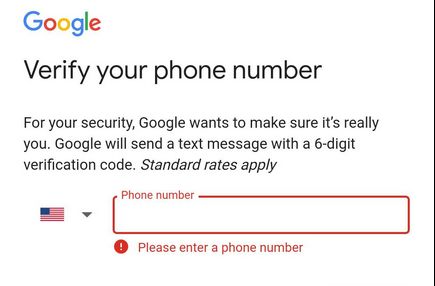 Google
Verify your phone number
For your security, Google wants to make sure it’s really
you. Google will send a text message with a 6-digit
verification code. Standard rates apply
Phone number
Please enter a phone number